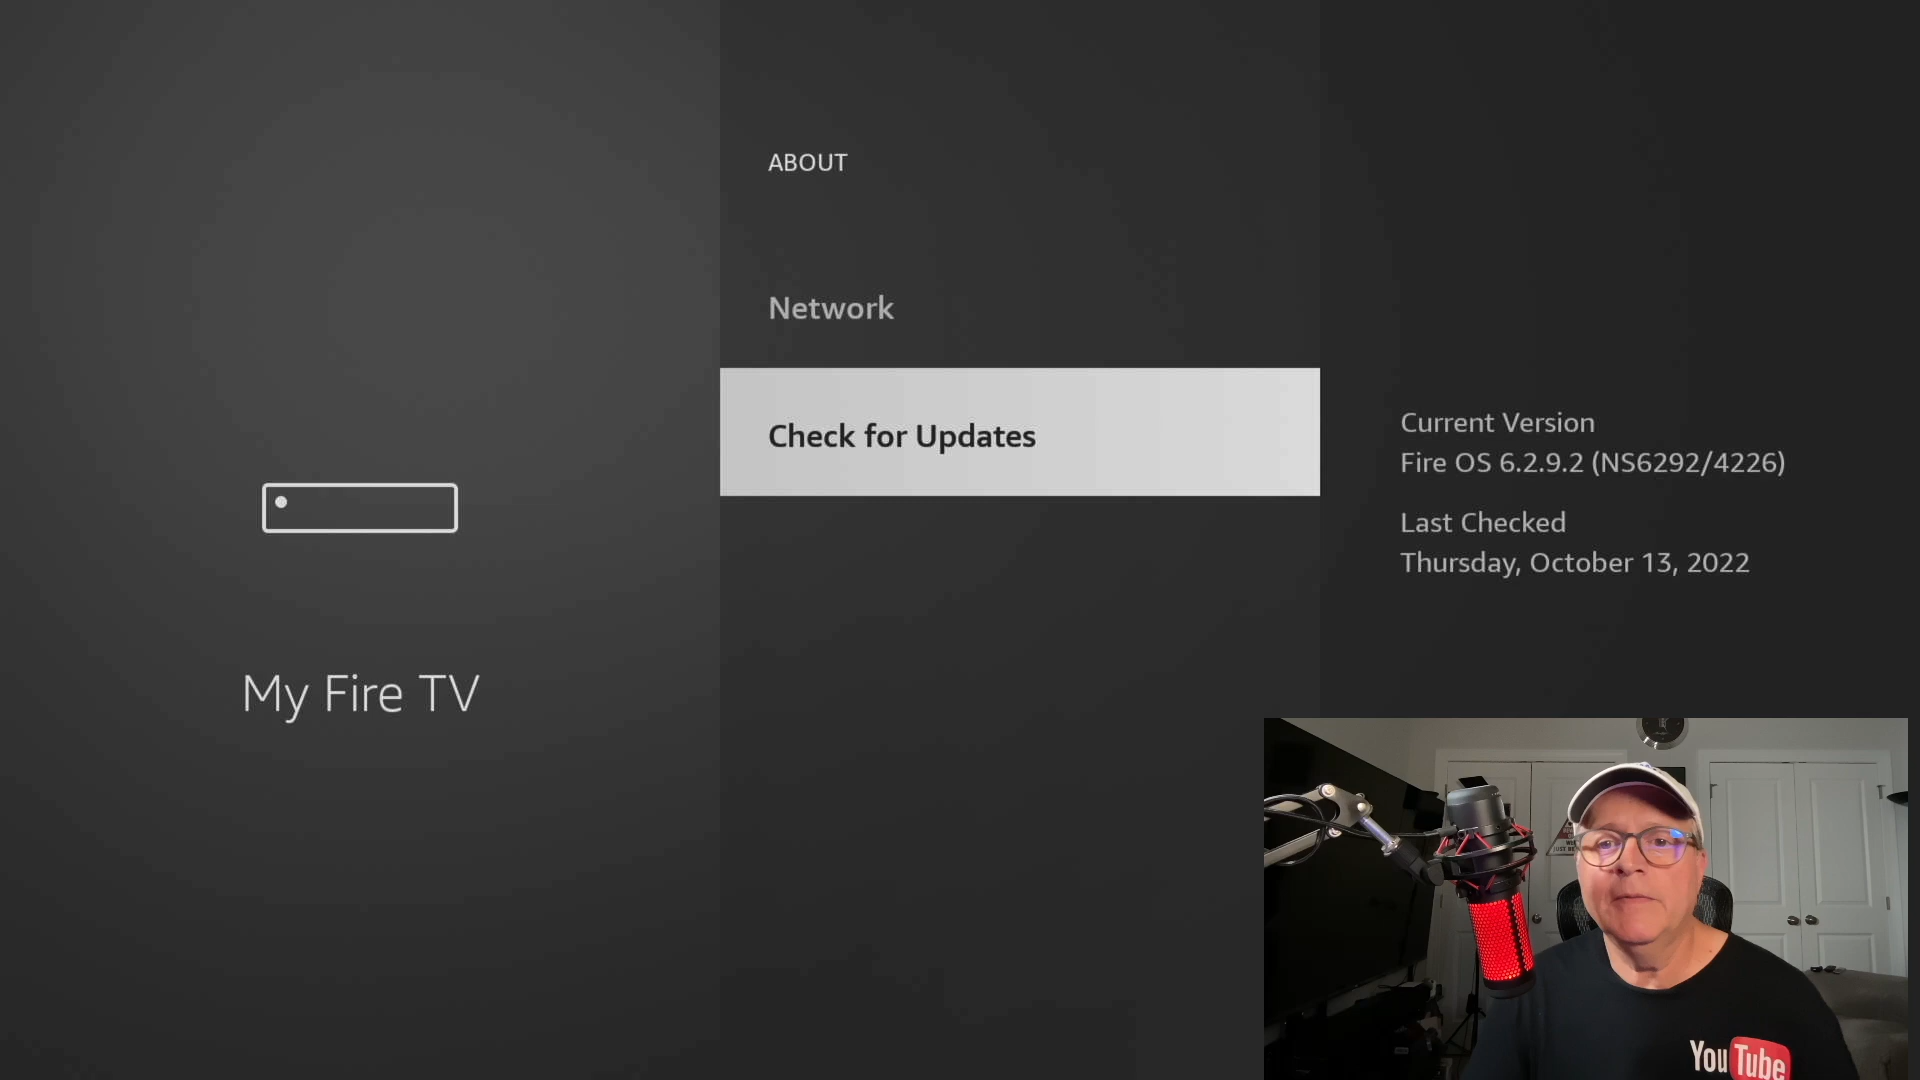 ABOUT
Network
Check for Updates
Current Version
Fire OS 6.2.9.2 (NS6292/4226)
Last Checked
Thursday, October 13, 2022
My Fire TV
YouTube